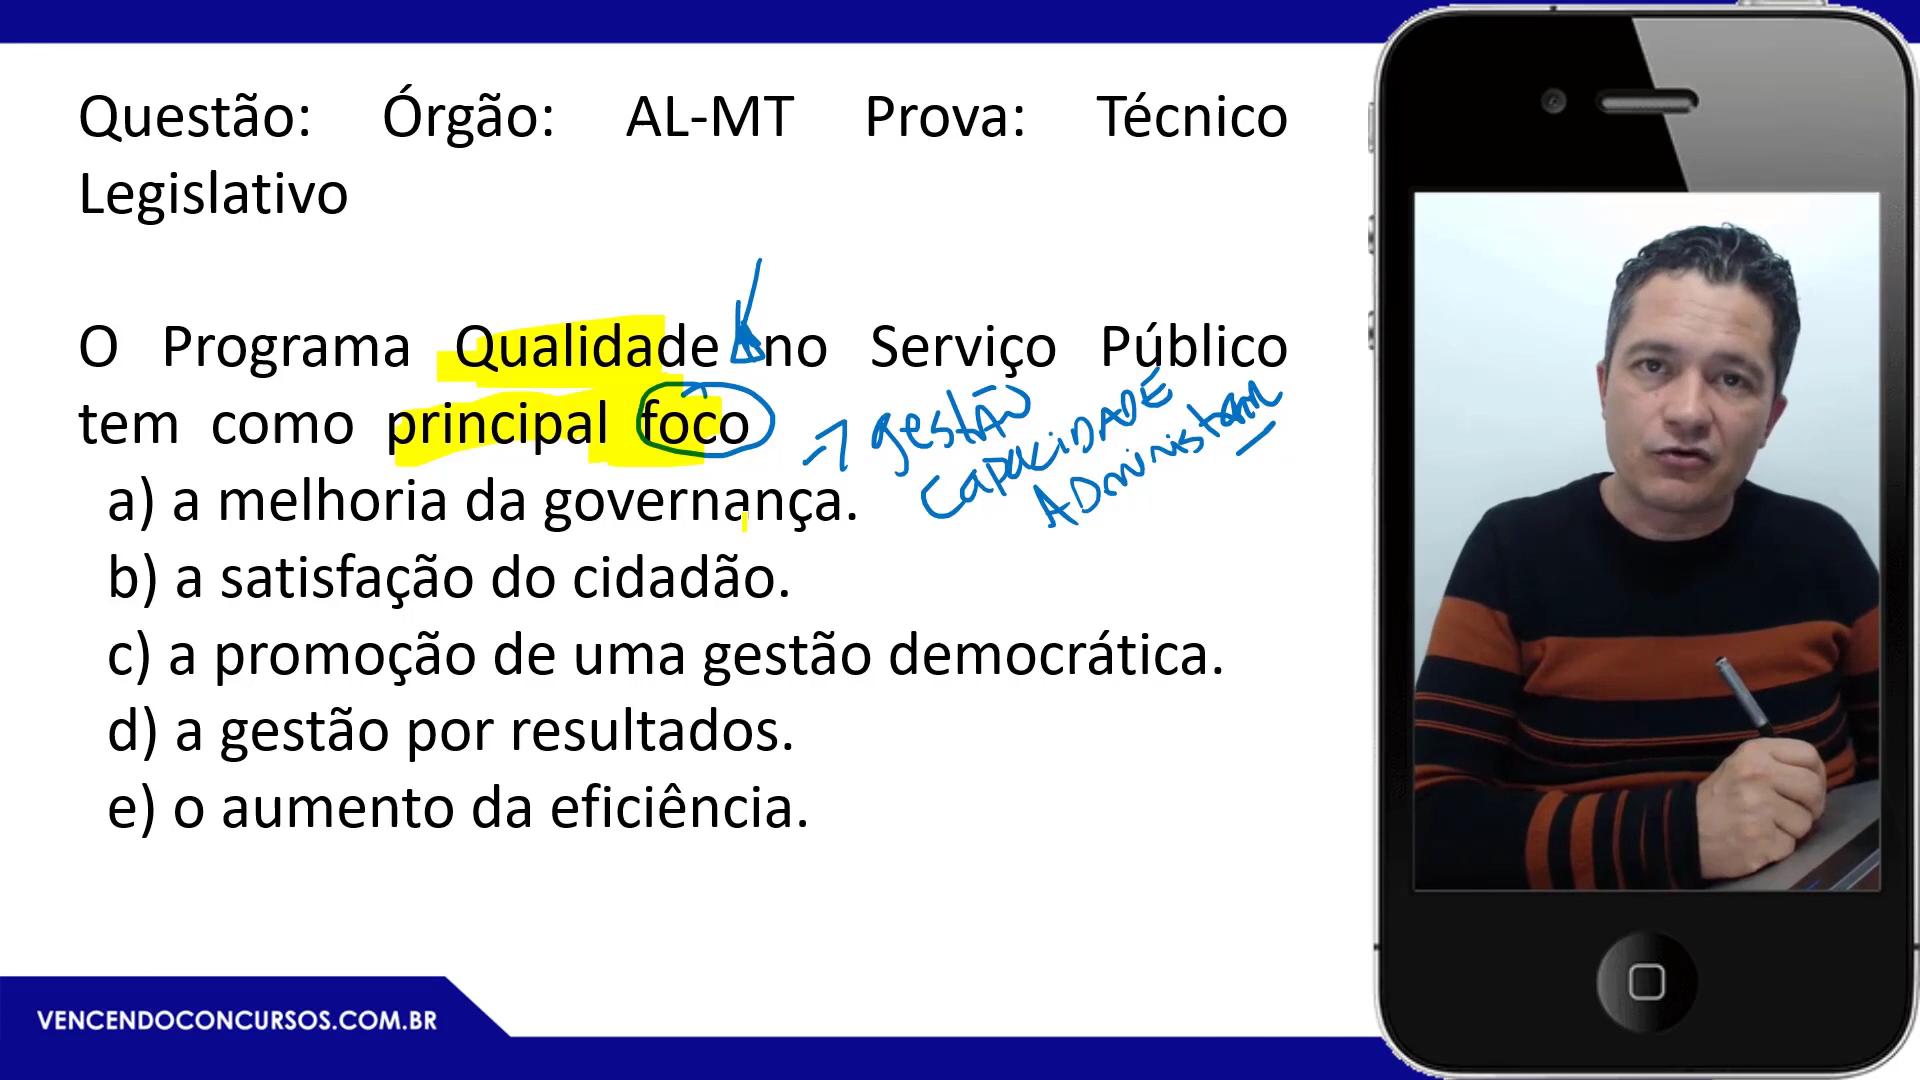 Questão: Órgão: AL-MT Prova: Técnico
Legislativo
O Programa Qualidade no Serviço Público
tem como principal foco
→ gestão
CAPACIDADE
ADministrar
a) a melhoria da governança.
b) a satisfação do cidadão.
c) a promoção de uma gestão democrática.
d) a gestão por resultados.
e) o aumento da eficiência.
VENCENDOCONCURSOS.COM.BR